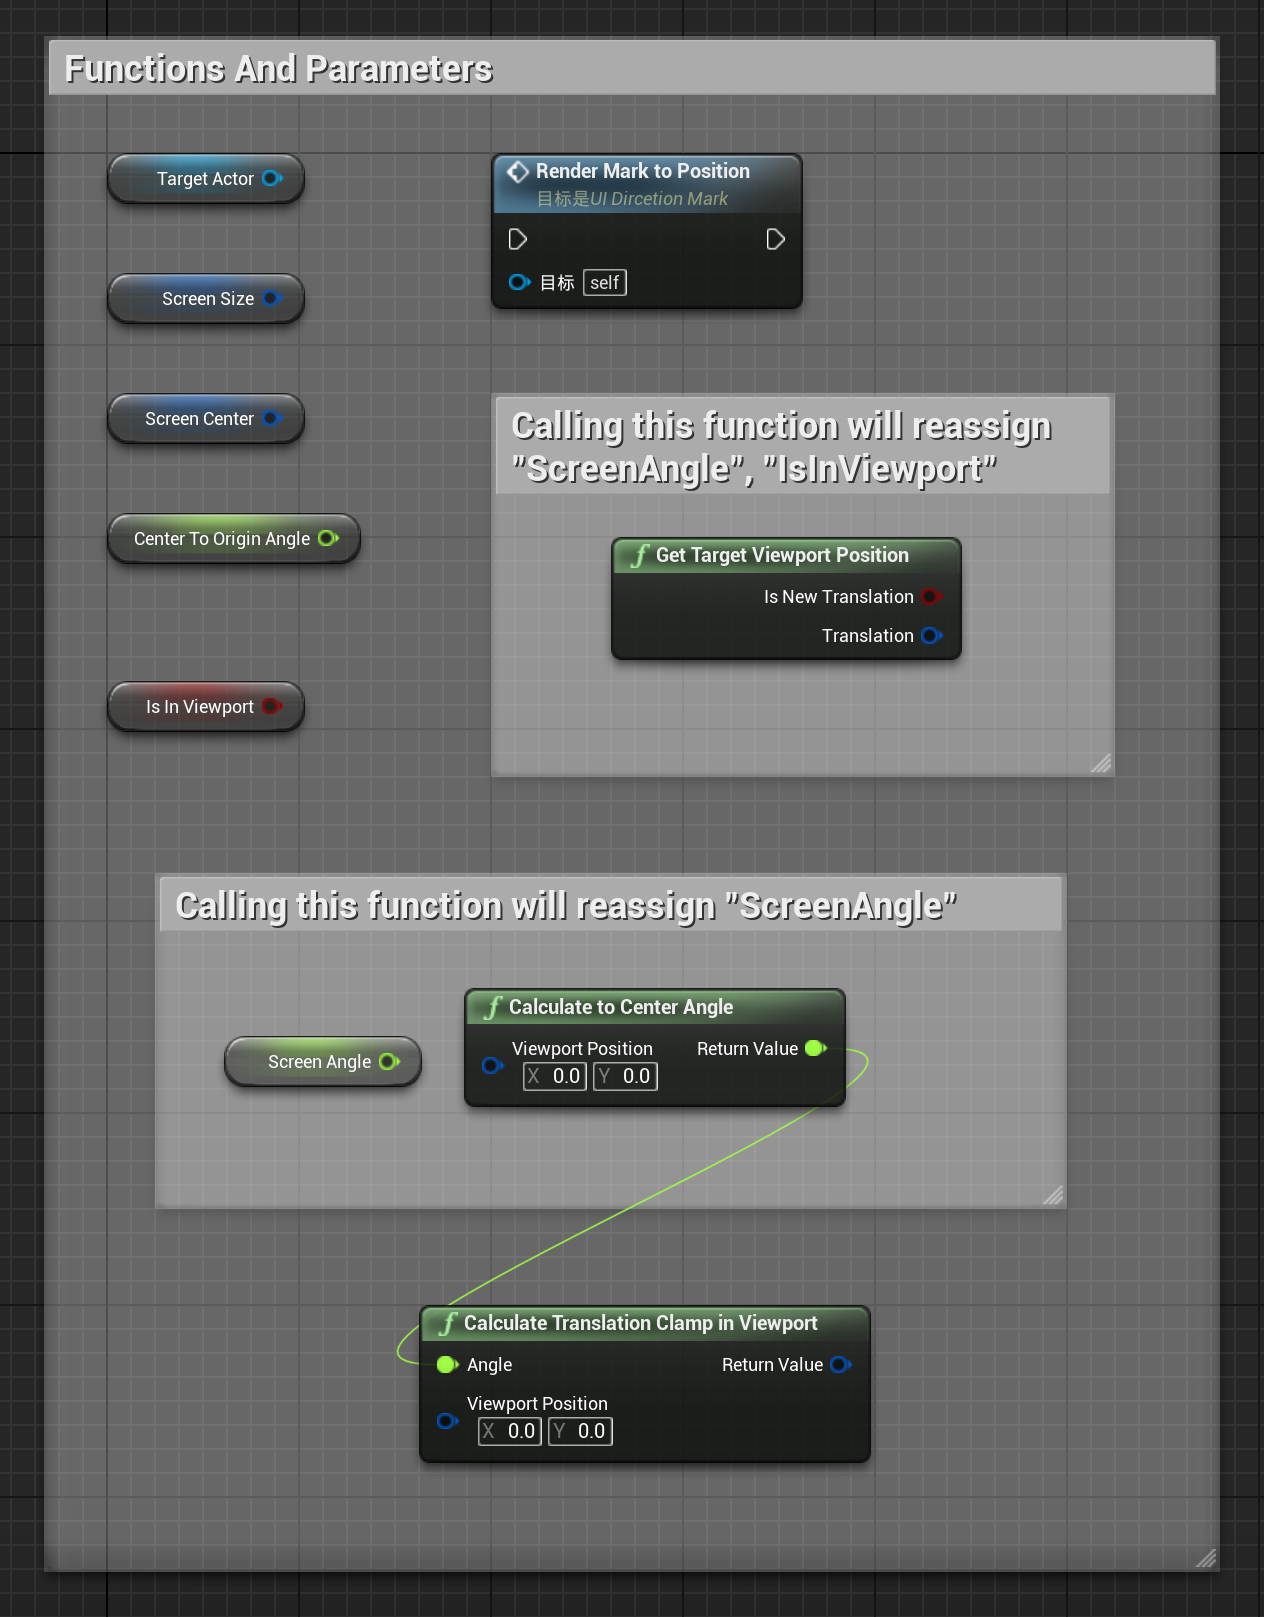 Functions And Parameters
Target Actor
Render Mark to Position
目标是UI Dircetion Mark
目标 self
Screen Size
Screen Center
Calling this function will reassign
"ScreenAngle", "IsInViewport"
Center To Origin Angle
Get Target Viewport Position
Is New Translation
Translation
Is In Viewport
Calling this function will reassign "ScreenAngle"
Calculate to Center Angle
Viewport Position Return Value
X 0.0 Y 0.0
Screen Angle
Calculate Translation Clamp in Viewport
Angle Return Value
Viewport Position
X 0.0 Y 0.0